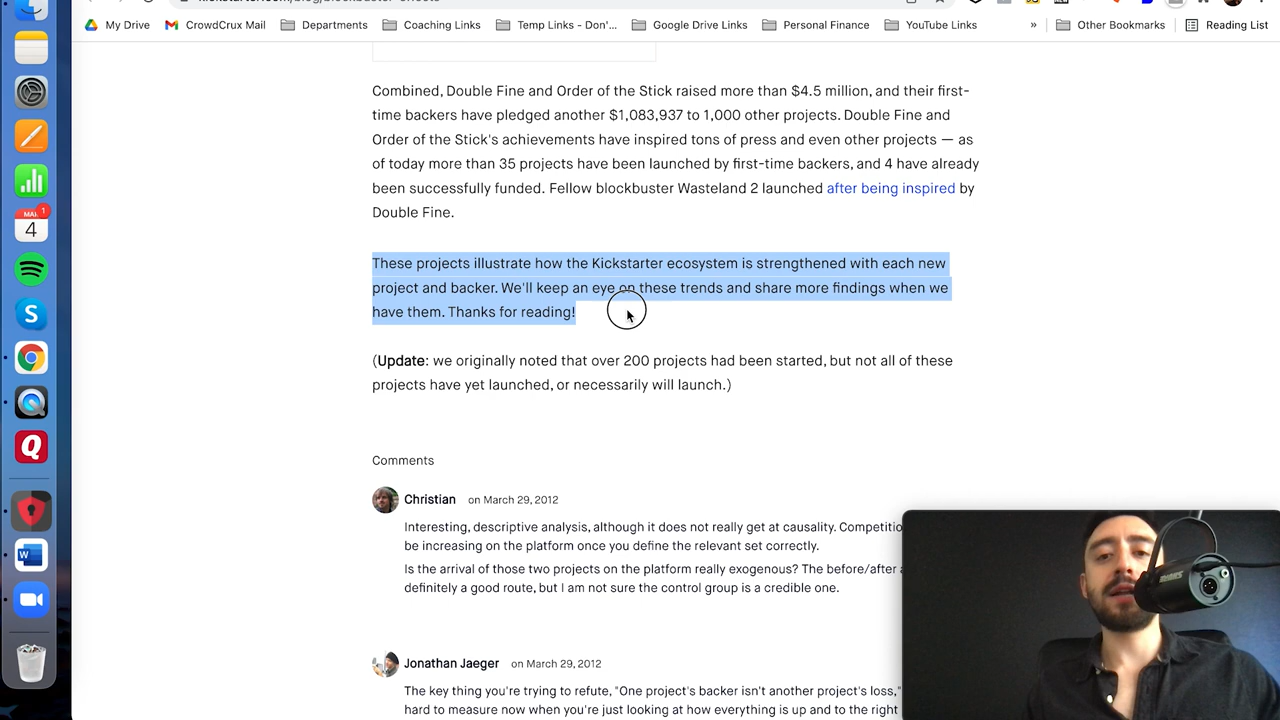 My Drive CrowdCrux Mail Departments Coaching Links Temp Links - Don'... Google Drive Links Personal Finance YouTube Links » Other Bookmarks Reading List
Combined, Double Fine and Order of the Stick raised more than $4.5 million, and their first-
time backers have pledged another $1,083,937 to 1,000 other projects. Double Fine and
Order of the Stick's achievements have inspired tons of press and even other projects — as
of today more than 35 projects have been launched by first-time backers, and 4 have already
been successfully funded. Fellow blockbuster Wasteland 2 launched after being inspired by
Double Fine.
These projects illustrate how the Kickstarter ecosystem is strengthened with each new
project and backer. We'll keep an eye on these trends and share more findings when we
have them. Thanks for reading!
(Update: we originally noted that over 200 projects had been started, but not all of these
projects have yet launched, or necessarily will launch.)
Comments
Christian on March 29, 2012
Interesting, descriptive analysis, although it does not really get at causality.
be increasing on the platform once you define the relevant set correctly.
Is the arrival of those two projects on the platform really exogenous? The before/after
definitely a good route, but I am not sure the control group is a credible one.
Jonathan Jaeger on March 29, 2012
The key thing you're trying to refute, "One project's backer isn't another project's loss,"
hard to measure now when you're just looking at how everything is up and to the right
1
4